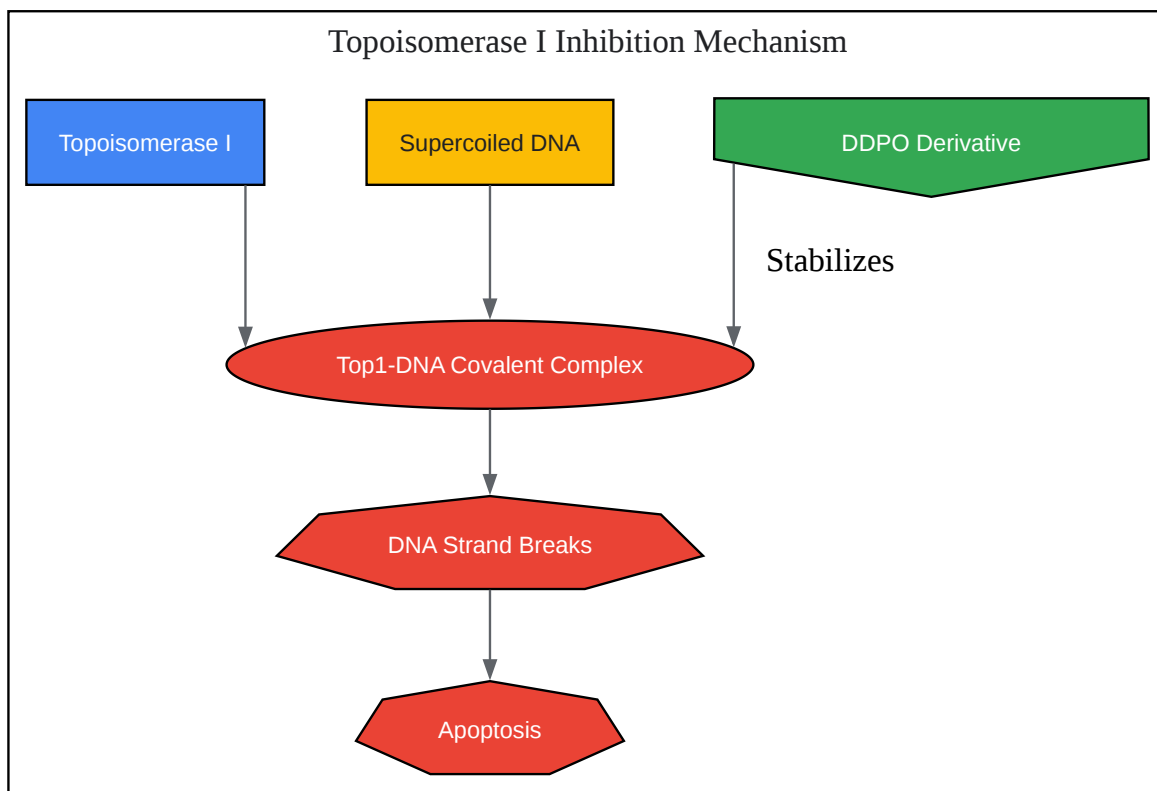 Topoisomerase I Inhibition Mechanism
Topoisomerase I
Supercoiled DNA
DDPO Derivative
Stabilizes
Top1-DNA Covalent Complex
DNA Strand Breaks
Apoptosis